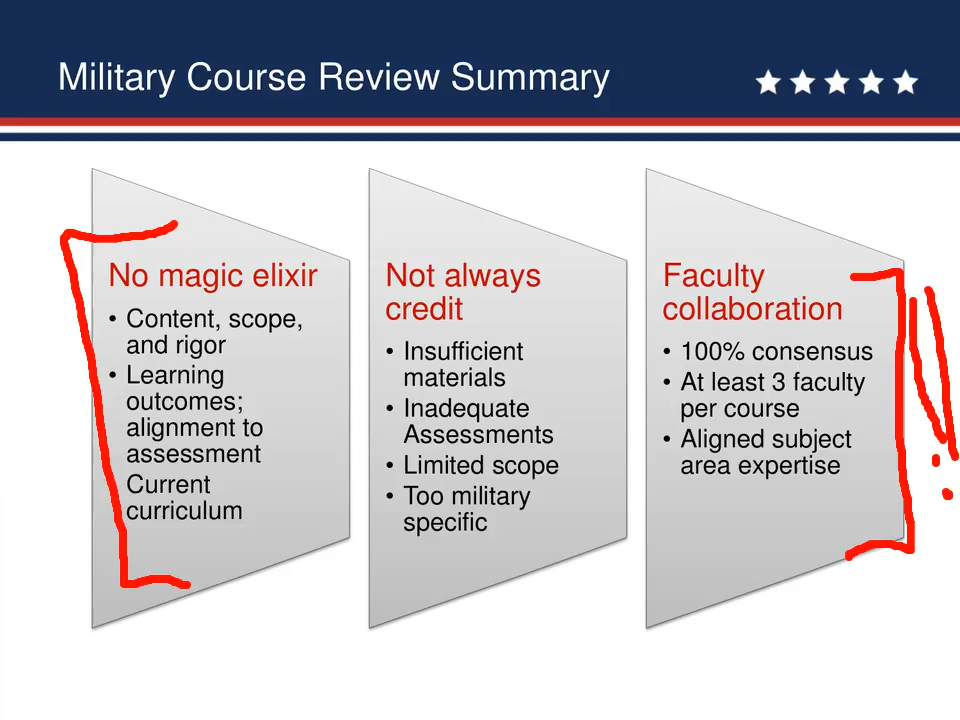 Military Course Review Summary
No magic elixir
• Content, scope,
and rigor
• Learning
outcomes;
alignment to
assessment
Current
curriculum
Not always
credit
• Insufficient
materials
• Inadequate
Assessments
• Limited scope
• Too military
specific
Faculty
collaboration
• 100% consensus
• At least 3 faculty
per course
• Aligned subject
area expertise
!!